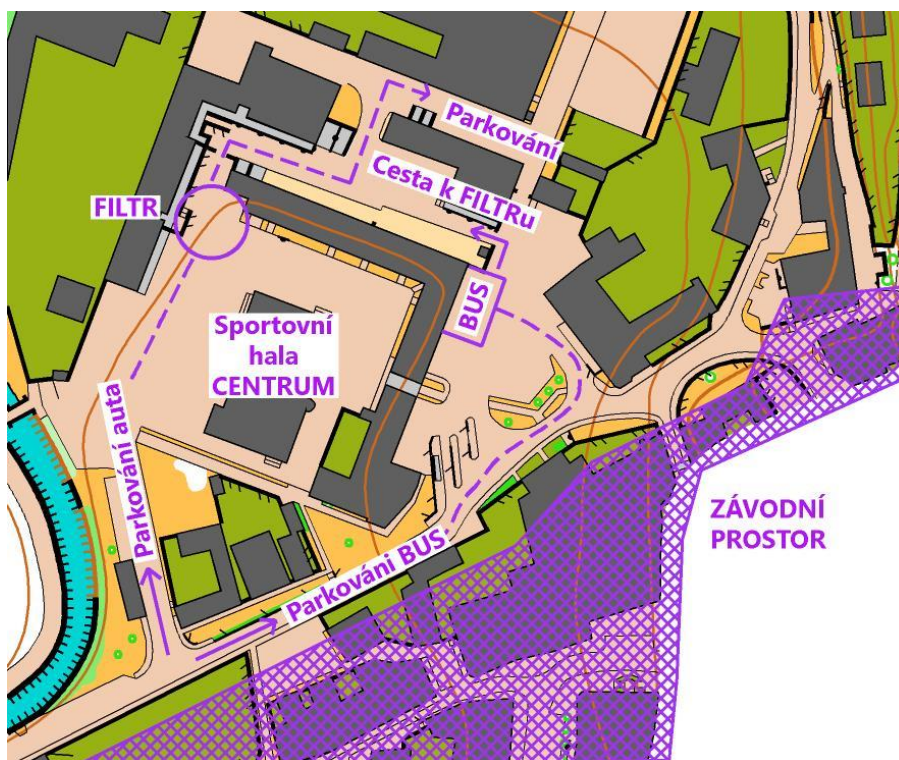 Parkování
Cesta k FILTRu
FILTR
BUS
Sportovní
hala
CENTRUM
Parkování auta
Parkováni BUS
ZÁVODNÍ
PROSTOR